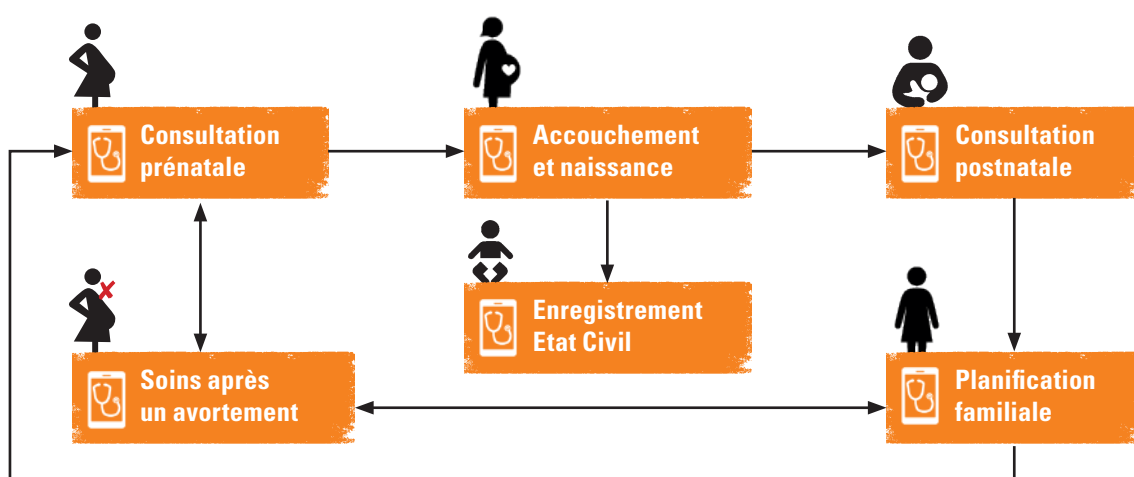 Consultation
prénatale
Accouchement
et naissance
Consultation
postnatale
Enregistrement
Etat Civil
Soins après
un avortement
Planification
familiale